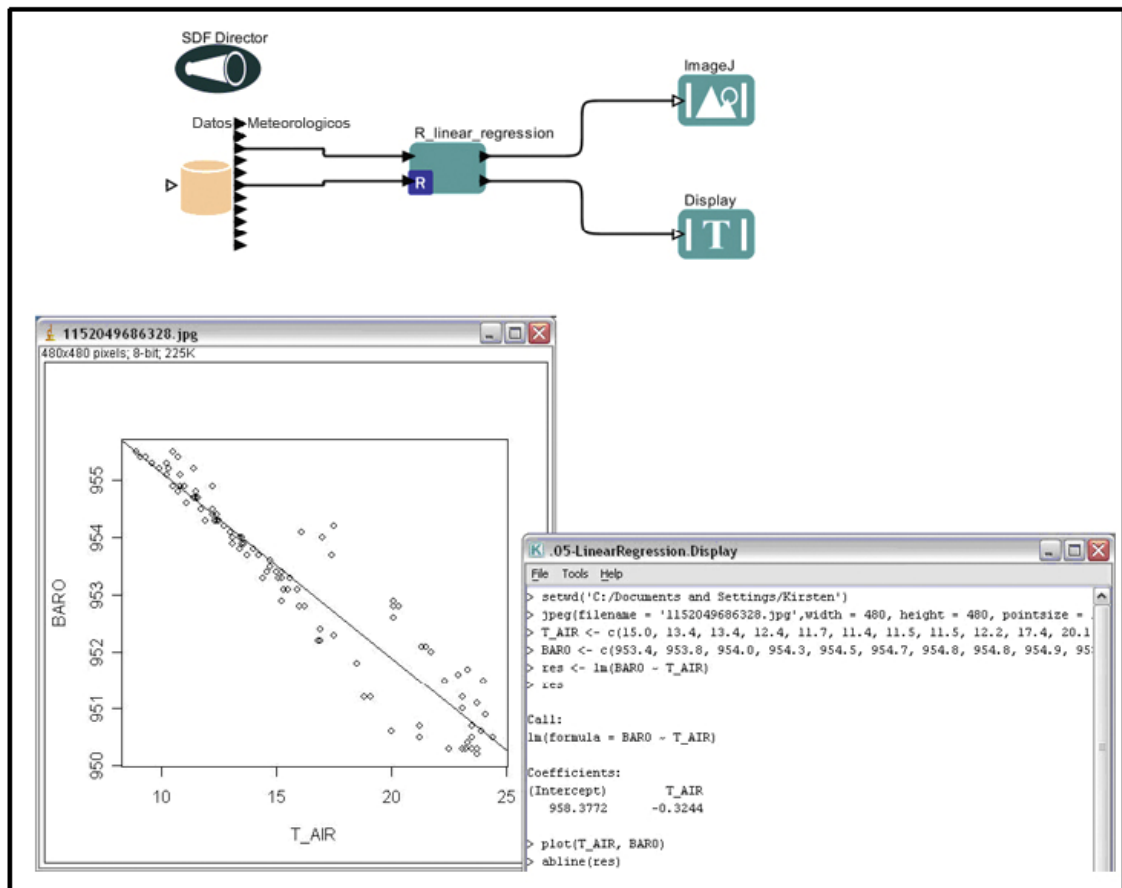 SDF Director
ImageJ
Datos Meteorologicos
R_linear_regression
R
Display
T
1152049686328.jpg
480x480 pixels; 8-bit; 225K
955
954
953
952
951
950
BARO
10 15 20 25
T_AIR
.05-LinearRegression.Display
File Tools Help
> setwd('C:/Documents and Settings/Kirsten')
> jpeg(filename = '1152049686328.jpg',width = 480, height = 480, pointsize =
> T_AIR <- c(15.0, 13.4, 13.4, 12.4, 11.7, 11.4, 11.5, 11.5, 12.2, 17.4, 20.1
> BARO <- c(953.4, 953.8, 954.0, 954.3, 954.5, 954.7, 954.8, 954.8, 954.9,
> res <- lm(BARO ~ T_AIR)
> res
Call:
lm(formula = BARO ~ T_AIR)
Coefficients:
(Intercept) T_AIR
958.3772 -0.3244
> plot(T_AIR, BARO)
> abline(res)